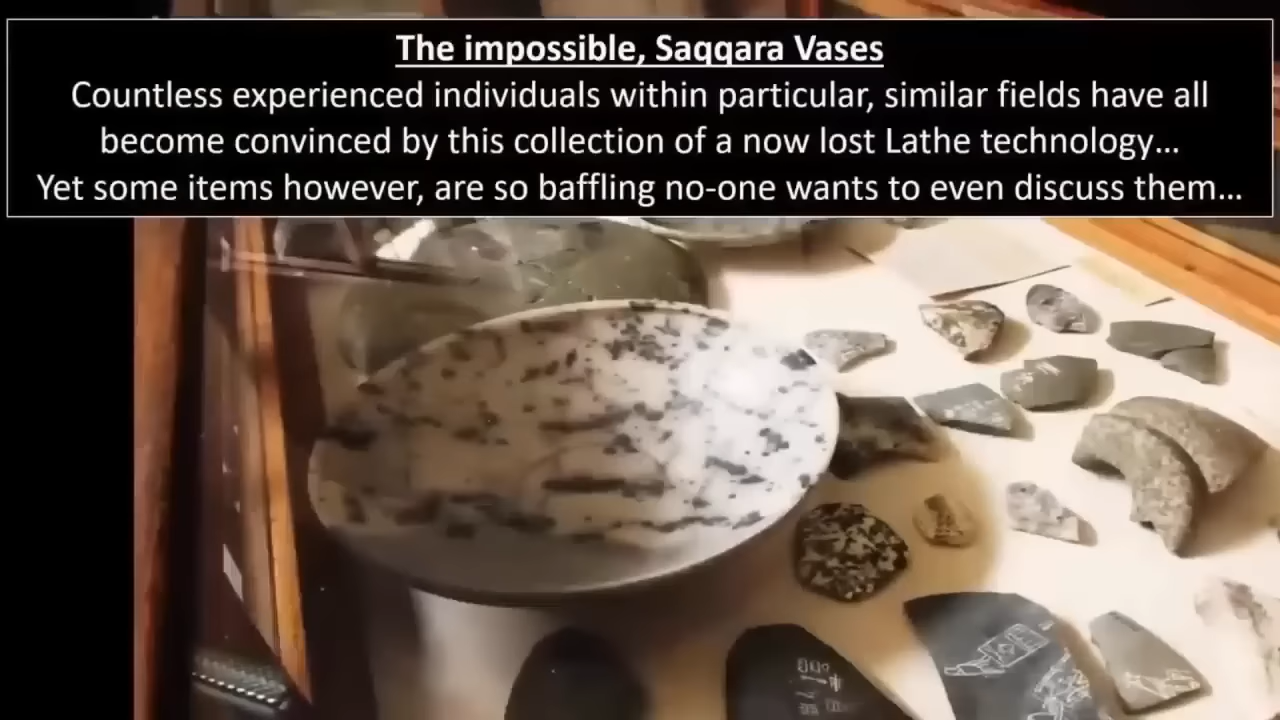 The impossible, Saqqara Vases
Countless experienced individuals within particular, similar fields have all
become convinced by this collection of a now lost Lathe technology...
Yet some items however, are so baffling no-one wants to even discuss them...